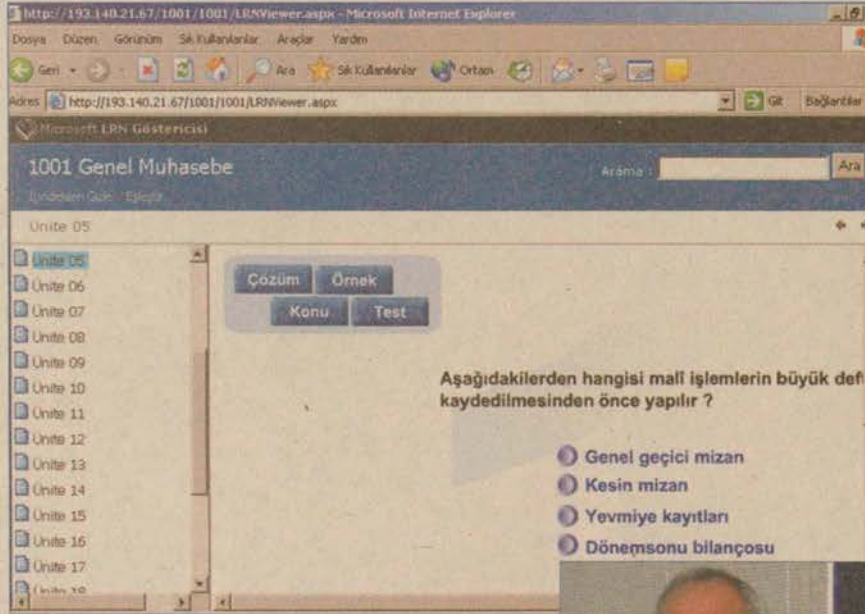 http://193.140.21.67/1001/1001/LRNViewer.aspx - Microsoft Internet Explorer
Dosya Düzen Görünüm Sık Kullanılanlar Araçlar Yardım
Geri Ara Sık Kullanılanlar Ortam
Adres http://193.140.21.67/1001/1001/LRNViewer.aspx Git Bağlantılar
Microsoft LRN Göstericisi
1001 Genel Muhasebe
Arama : Ara
Ünite 05
Ünite 05
Ünite 06
Ünite 07
Ünite 08
Ünite 09
Ünite 10
Ünite 11
Ünite 12
Ünite 13
Ünite 14
Ünite 15
Ünite 16
Ünite 17
Ünite 18
Çözüm Örnek
Konu Test
Aşağıdakilerden hangisi malî işlemlerin büyük def
kaydedilmesinden önce yapılır ?
Genel geçici mizan
Kesin mizan
Yevmiye kayıtları
Dönemsonu bilançosu